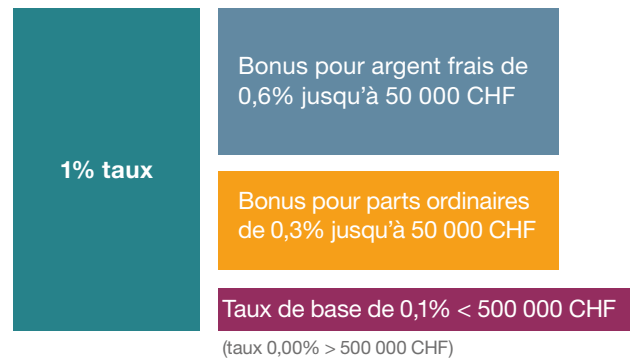 1% taux
Bonus pour argent frais de
0,6% jusqu'à 50 000 CHF
Bonus pour parts ordinaires
de 0,3% jusqu'à 50 000 CHF
Taux de base de 0,1% < 500 000 CHF
(taux 0,00% > 500 000 CHF)